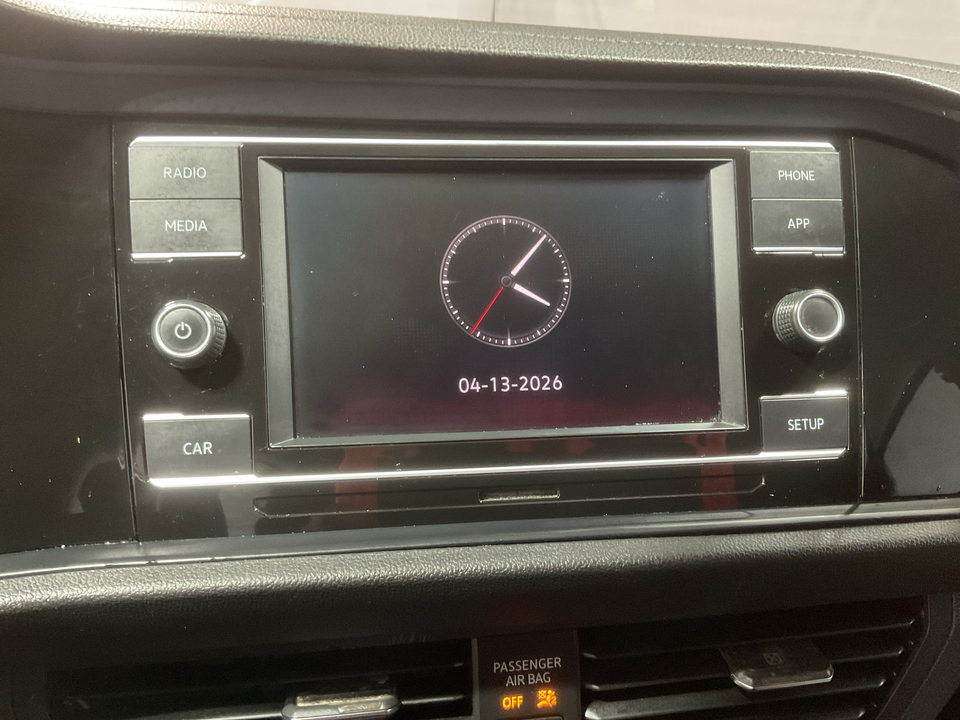 RADIO
MEDIA
PHONE
APP
04-13-2026
CAR
SETUP
PASSENGER
AIR BAG
OFF